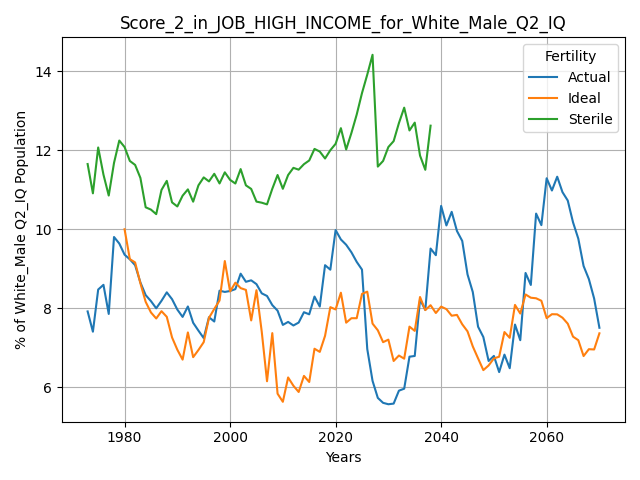 Score_2_in_JOB_HIGH_INCOME_for_White_Male_Q2_IQ
Fertility
Actual
Ideal
Sterile
% of White_Male Q2_IQ Population
14
12
10
8
6
1980 2000 2020 2040 2060
Years